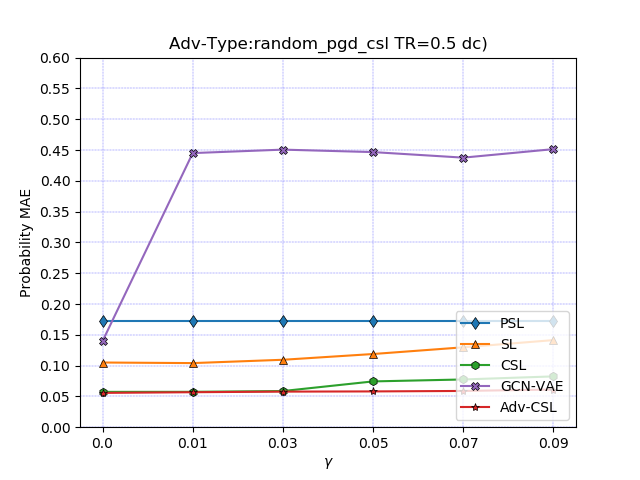 Adv-Type:random_pgd_csl TR=0.5 dc)
Probability MAE
0.60
0.55
0.50
0.45
0.40
0.35
0.30
0.25
0.20
0.15
0.10
0.05
0.00
PSL
SL
CSL
GCN-VAE
Adv-CSL
0.0 0.01 0.03 0.05 0.07 0.09
γ